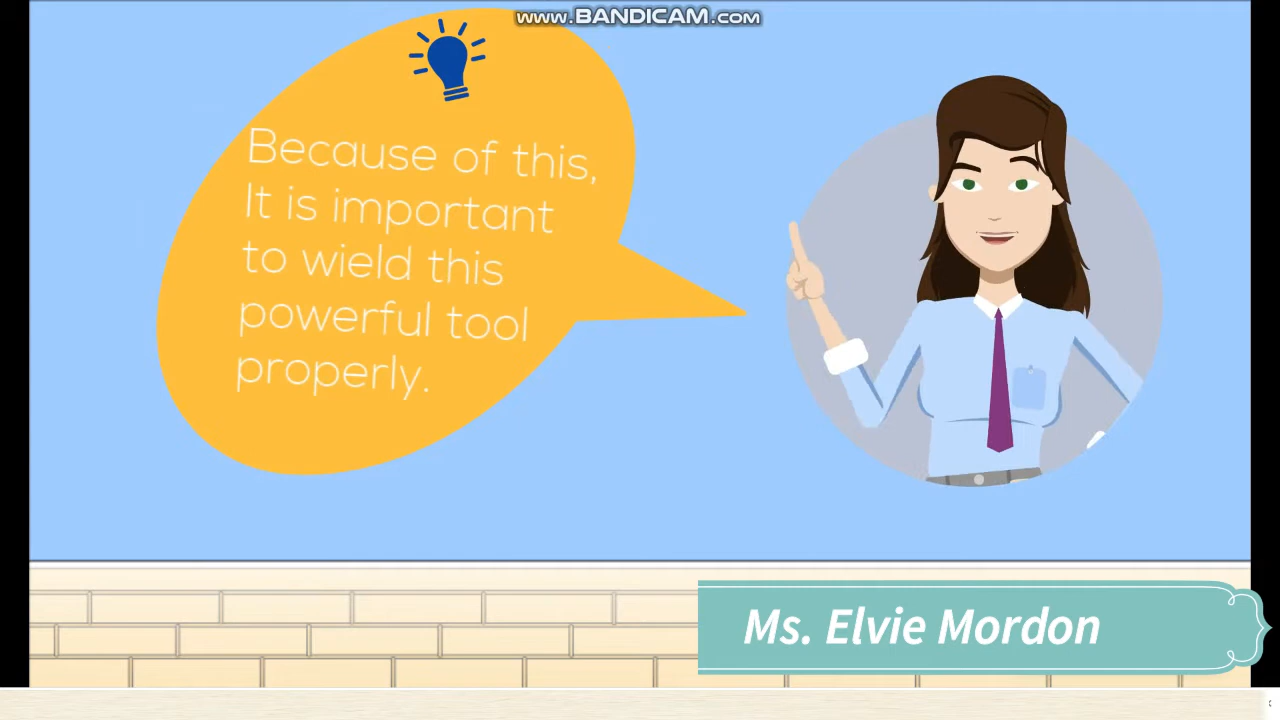 www.BANDICAM.com
Because of this,
It is important
to wield this
powerful tool
properly.
Ms. Elvie Mordon